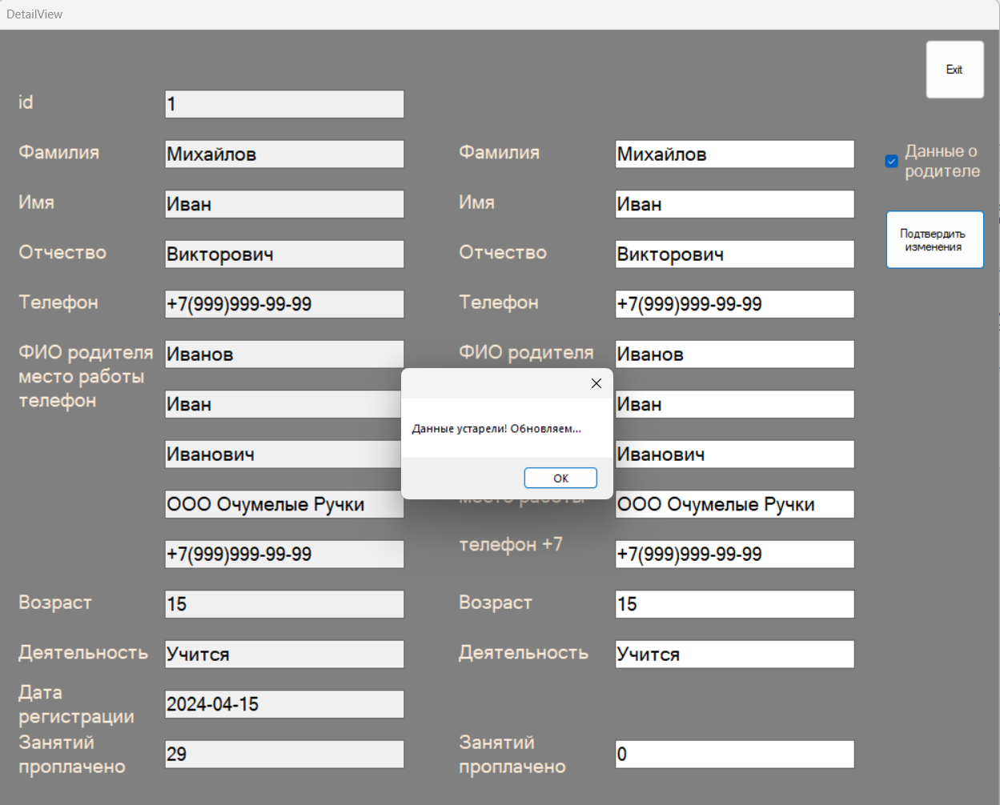 DetailView
Exit
id
1
Фамилия
Михайлов
Фамилия
Михайлов
Данные о
родителе
Имя
Иван
Имя
Иван
Подтвердить
изменения
Отчество
Викторович
Отчество
Викторович
Телефон
+7(999)999-99-99
Телефон
+7(999)999-99-99
ФИО родителя
место работы
телефон
Иванов
ФИО родителя
Иванов
Иван
Иван
Данные устарели! Обновляем...
OK
Иванович
Иванович
ООО Очумелые Ручки
место работы
ООО Очумелые Ручки
+7(999)999-99-99
телефон +7
+7(999)999-99-99
Возраст
15
Возраст
15
Деятельность
Учится
Деятельность
Учится
Дата
регистрации
2024-04-15
Занятий
проплачено
29
Занятий
проплачено
0